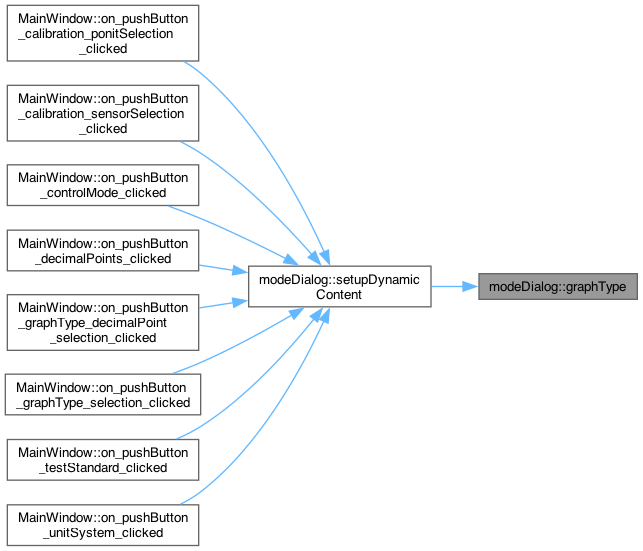 MainWindow::on_pushButton
_calibration_ponitSelection
_clicked
MainWindow::on_pushButton
_calibration_sensorSelection
_clicked
MainWindow::on_pushButton
_controlMode_clicked
MainWindow::on_pushButton
_decimalPoints_clicked
MainWindow::on_pushButton
_graphType_decimalPoint
_selection_clicked
MainWindow::on_pushButton
_graphType_selection_clicked
MainWindow::on_pushButton
_testStandard_clicked
MainWindow::on_pushButton
_unitSystem_clicked
modeDialog::setupDynamic
Content
modeDialog::graphType